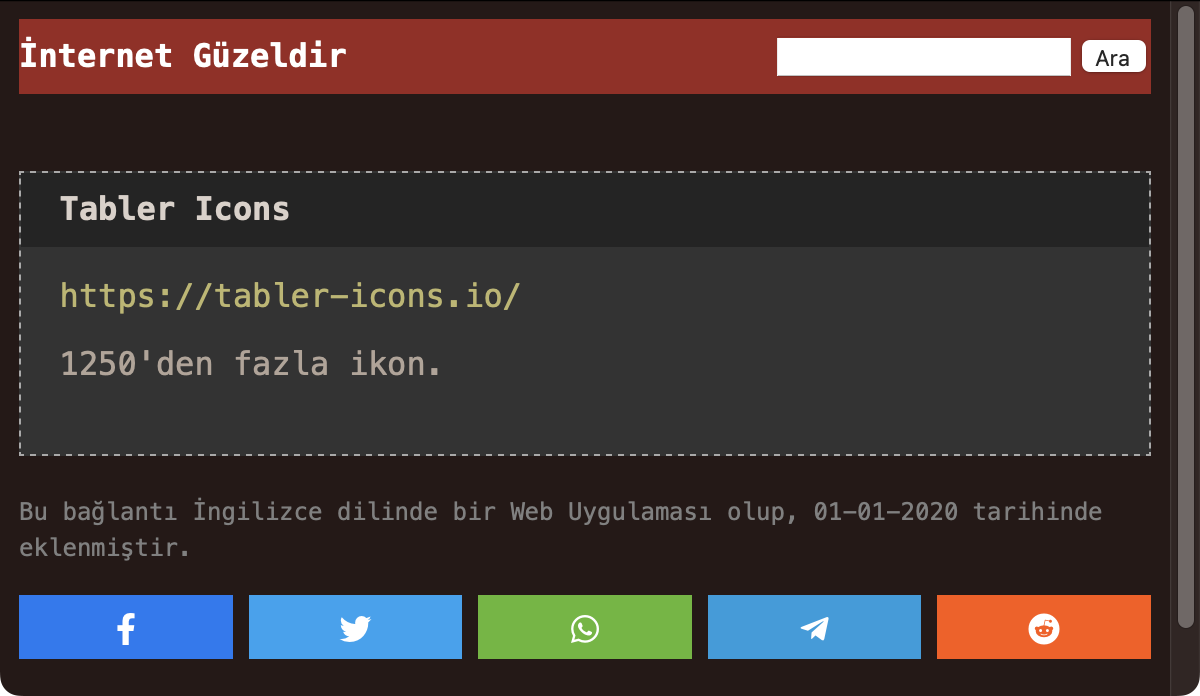 İnternet Güzeldir
Ara
Tabler Icons
https://tabler-icons.io/
1250'den fazla ikon.
Bu bağlantı İngilizce dilinde bir Web Uygulaması olup, 01-01-2020 tarihinde
eklenmiştir.